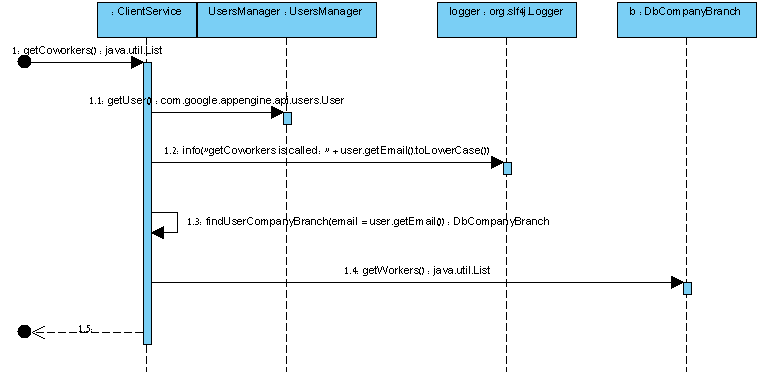 : ClientService
UsersManager : UsersManager
logger : org.slf4j.Logger
b : DbCompanyBranch
1: getCoworkers() : java.util.List
1.1: getUser() : com.google.appengine.api.users.User
1.2: info("getCoworkers is called: " + user.getEmail().toLowerCase())
1.3: findUserCompanyBranch(email = user.getEmail()) : DbCompanyBranch
1.4: getWorkers() : java.util.List
1.5: